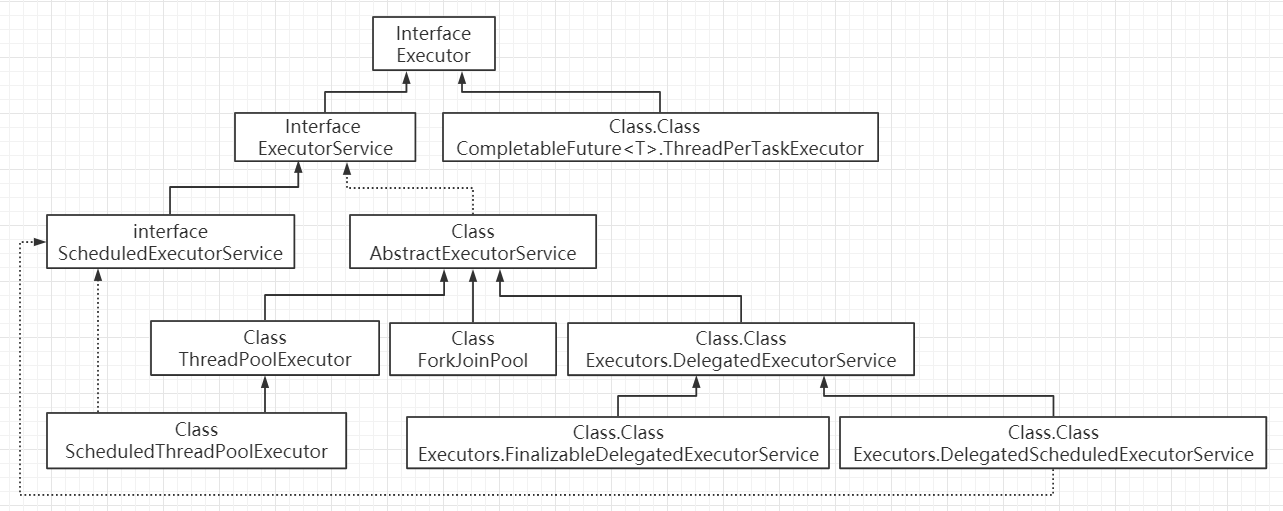 Interface
Executor
Interface
ExecutorService
Class.Class
CompletableFuture<T>.ThreadPerTaskExecutor
interface
ScheduledExecutorService
Class
AbstractExecutorService
Class
ThreadPoolExecutor
Class
ForkJoinPool
Class.Class
Executors.DelegatedExecutorService
Class
ScheduledThreadPoolExecutor
Class.Class
Executors.FinalizableDelegatedExecutorService
Class.Class
Executors.DelegatedScheduledExecutorService